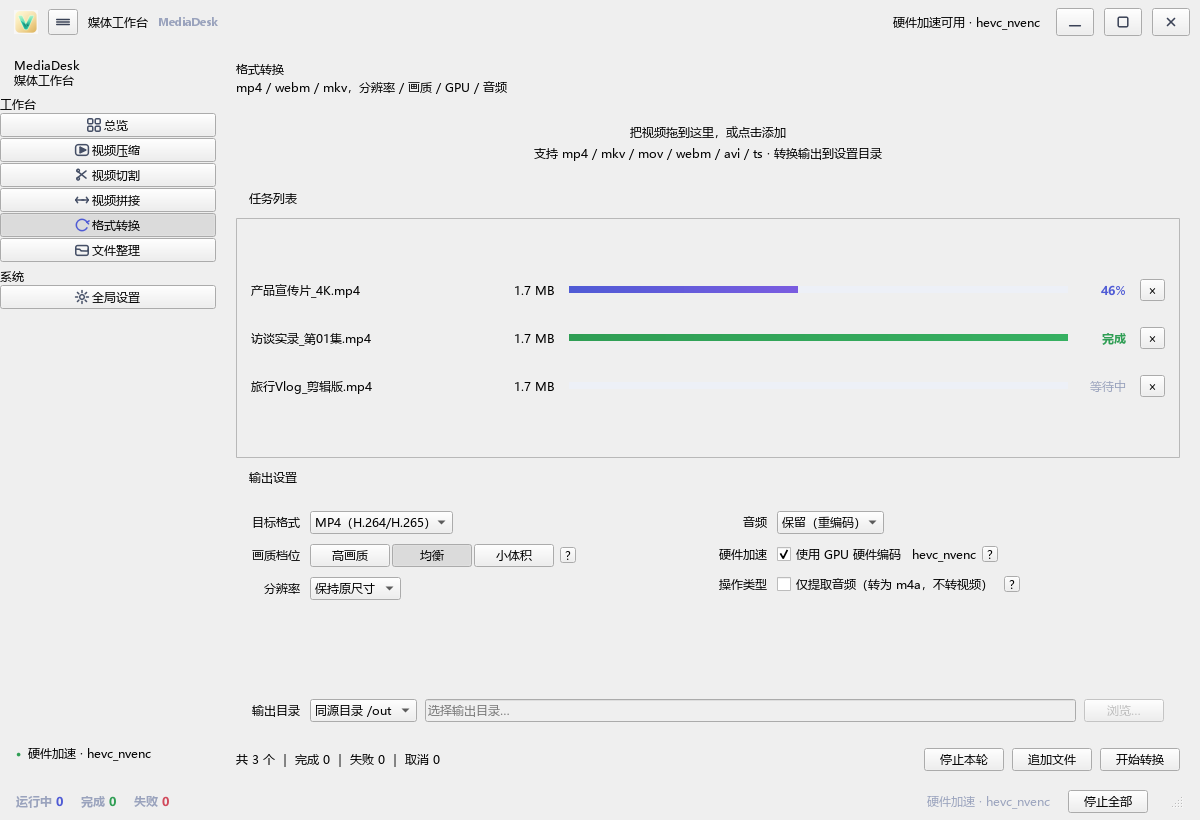 媒体工作台 MediaDesk
硬件加速可用 · hevc_nvenc
MediaDesk
媒体工作台
工作台
总览
视频压缩
视频切割
视频拼接
格式转换
文件整理
系统
全局设置
格式转换
mp4 / webm / mkv，分辨率 / 画质 / GPU / 音频
把视频拖到这里，或点击添加
支持 mp4 / mkv / mov / webm / avi / ts · 转换输出到设置目录
任务列表
产品宣传片_4K.mp4 1.7 MB 46% ×
访谈实录_第01集.mp4 1.7 MB 完成 ×
旅行Vlog_剪辑版.mp4 1.7 MB 等待中 ×
输出设置
目标格式 MP4（H.264/H.265） 音频 保留（重编码）
画质档位 高画质 均衡 小体积 ? 硬件加速 使用 GPU 硬件编码 hevc_nvenc ?
分辨率 保持原尺寸 操作类型 仅提取音频（转为 m4a，不转视频） ?
输出目录 同源目录 /out 选择输出目录... 浏览...
• 硬件加速 · hevc_nvenc
共 3 个 | 完成 0 | 失败 0 | 取消 0 停止本轮 追加文件 开始转换
运行中 0 完成 0 失败 0 硬件加速 · hevc_nvenc 停止全部